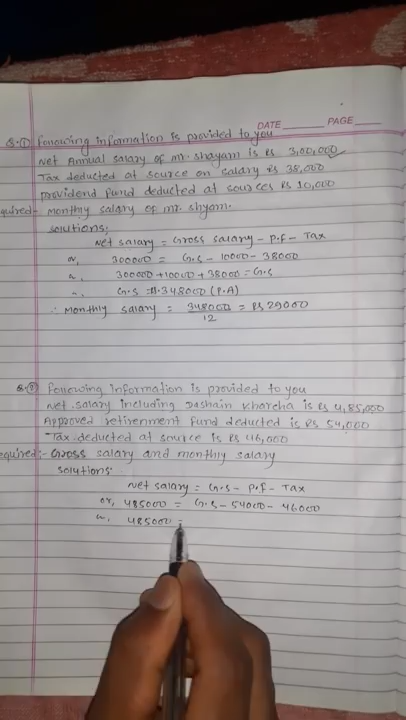 DATE PAGE
Q.① Following information is provided to you
Net Annual salary of mr. shayam is Rs 3,00,000
Tax deducted at source on salary Rs 38,000
providend fund deducted at sources Rs 10,000
equired- monthly salary of mr. shyam.
solutions,
Net salary = Gross salary - P.f - Tax
or, 300000 = G.s - 10000 - 38000
or, 300000 + 10000 + 38000 = G.s
∴ G.s = 348000 (P.A)
∴ monthly salary = 348000 / 12 = Rs 29000
Q.② following information is provided to you
net salary including Dashain kharcha is Rs 4,85,000
Approved retirenment fund deducted is Rs 54,000
Tax deducted at source is Rs 46,000
equired:- Gross salary and monthly salary
solutions:
Net salary = G.s - P.f - Tax
or, 485000 = G.s - 54000 - 46000
or, 485000 =